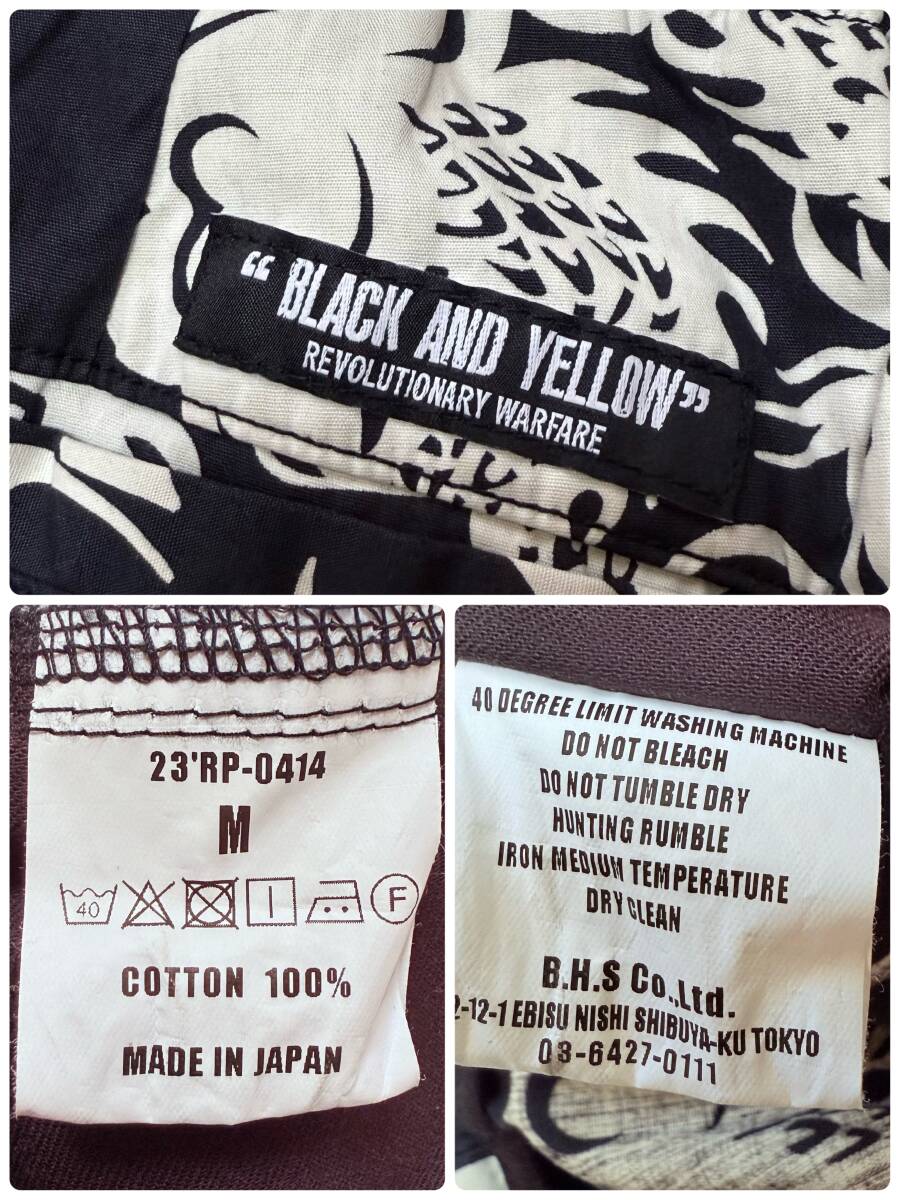 “ BLACK AND YELLOW”
REVOLUTIONARY WARFARE
23'RP-0414
M
40
F
COTTON 100%
MADE IN JAPAN
40 DEGREE LIMIT WASHING MACHINE
DO NOT BLEACH
DO NOT TUMBLE DRY
HUNTING RUMBLE
IRON MEDIUM TEMPERATURE
DRY CLEAN
B.H.S Co.,Ltd.
2-12-1 EBISU NISHI SHIBUYA-KU TOKYO
03-6427-0111